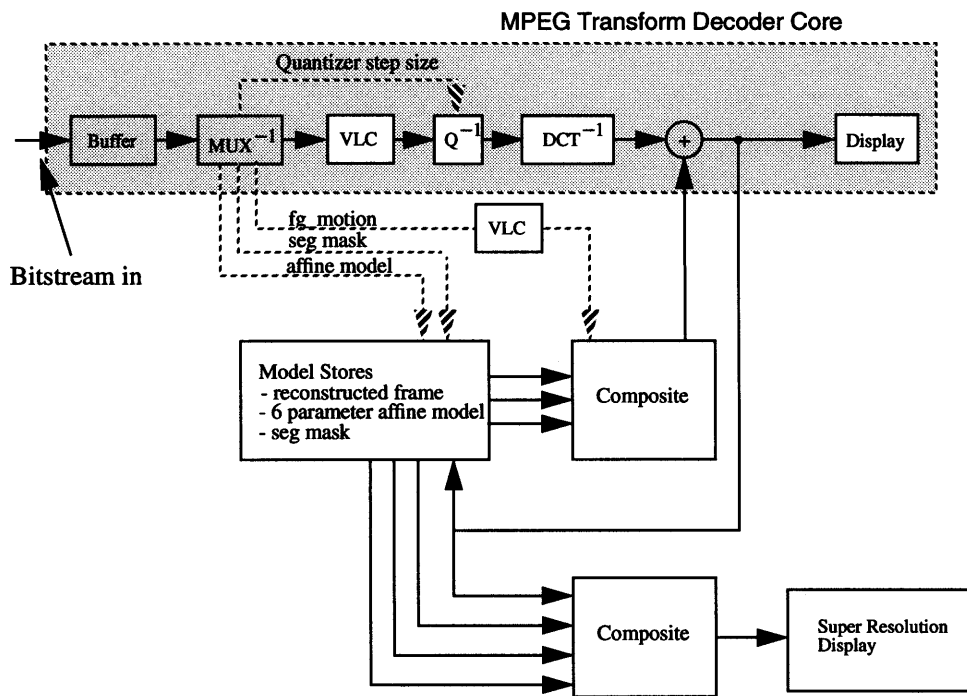 MPEG Transform Decoder Core
Quantizer step size
Buffer
MUX⁻¹
VLC
Q⁻¹
DCT⁻¹
+
Display
fg_motion
seg mask
affine model
VLC
Bitstream in
Model Stores
- reconstructed frame
- 6 parameter affine model
- seg mask
Composite
Composite
Super Resolution
Display